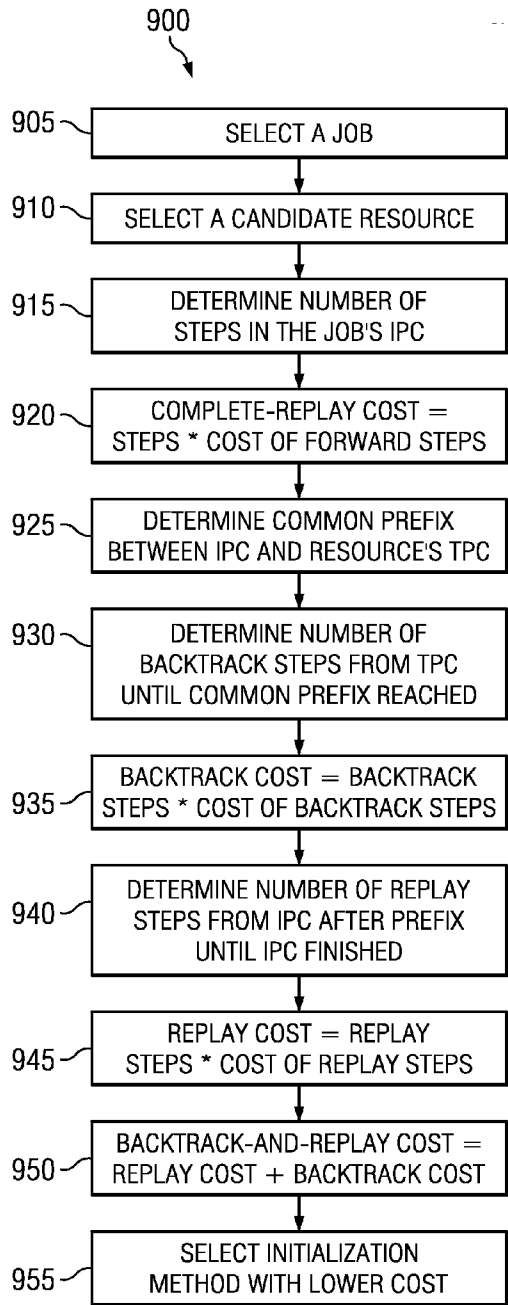 900
905
SELECT A JOB
910
SELECT A CANDIDATE RESOURCE
915
DETERMINE NUMBER OF
STEPS IN THE JOB'S IPC
920
COMPLETE-REPLAY COST =
STEPS * COST OF FORWARD STEPS
925
DETERMINE COMMON PREFIX
BETWEEN IPC AND RESOURCE'S TPC
930
DETERMINE NUMBER OF
BACKTRACK STEPS FROM TPC
UNTIL COMMON PREFIX REACHED
935
BACKTRACK COST = BACKTRACK
STEPS * COST OF BACKTRACK STEPS
940
DETERMINE NUMBER OF REPLAY
STEPS FROM IPC AFTER PREFIX
UNTIL IPC FINISHED
945
REPLAY COST = REPLAY
STEPS * COST OF REPLAY STEPS
950
BACKTRACK-AND-REPLAY COST =
REPLAY COST + BACKTRACK COST
955
SELECT INITIALIZATION
METHOD WITH LOWER COST